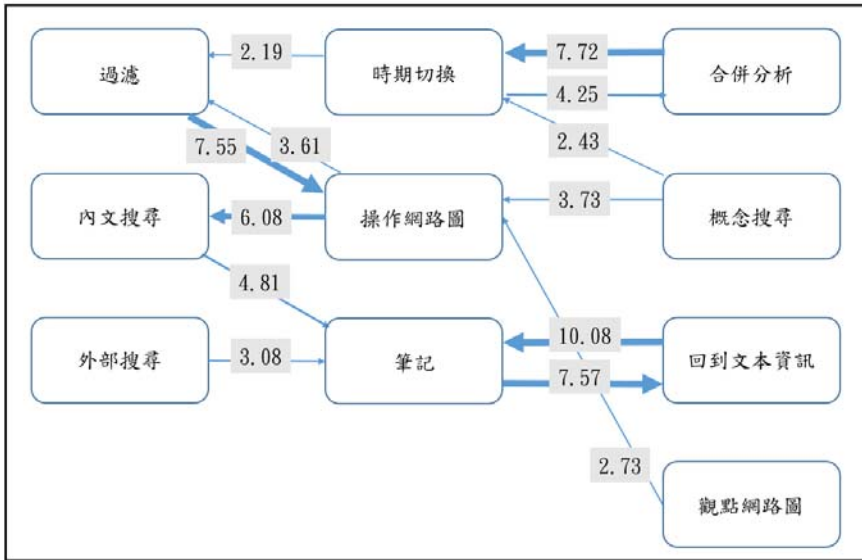 過濾
2.19
時期切換
7.72
4.25
合併分析
7.55
3.61
2.43
內文搜尋
6.08
操作網路圖
3.73
概念搜尋
4.81
外部搜尋
3.08
筆記
10.08
7.57
回到文本資訊
2.73
觀點網路圖